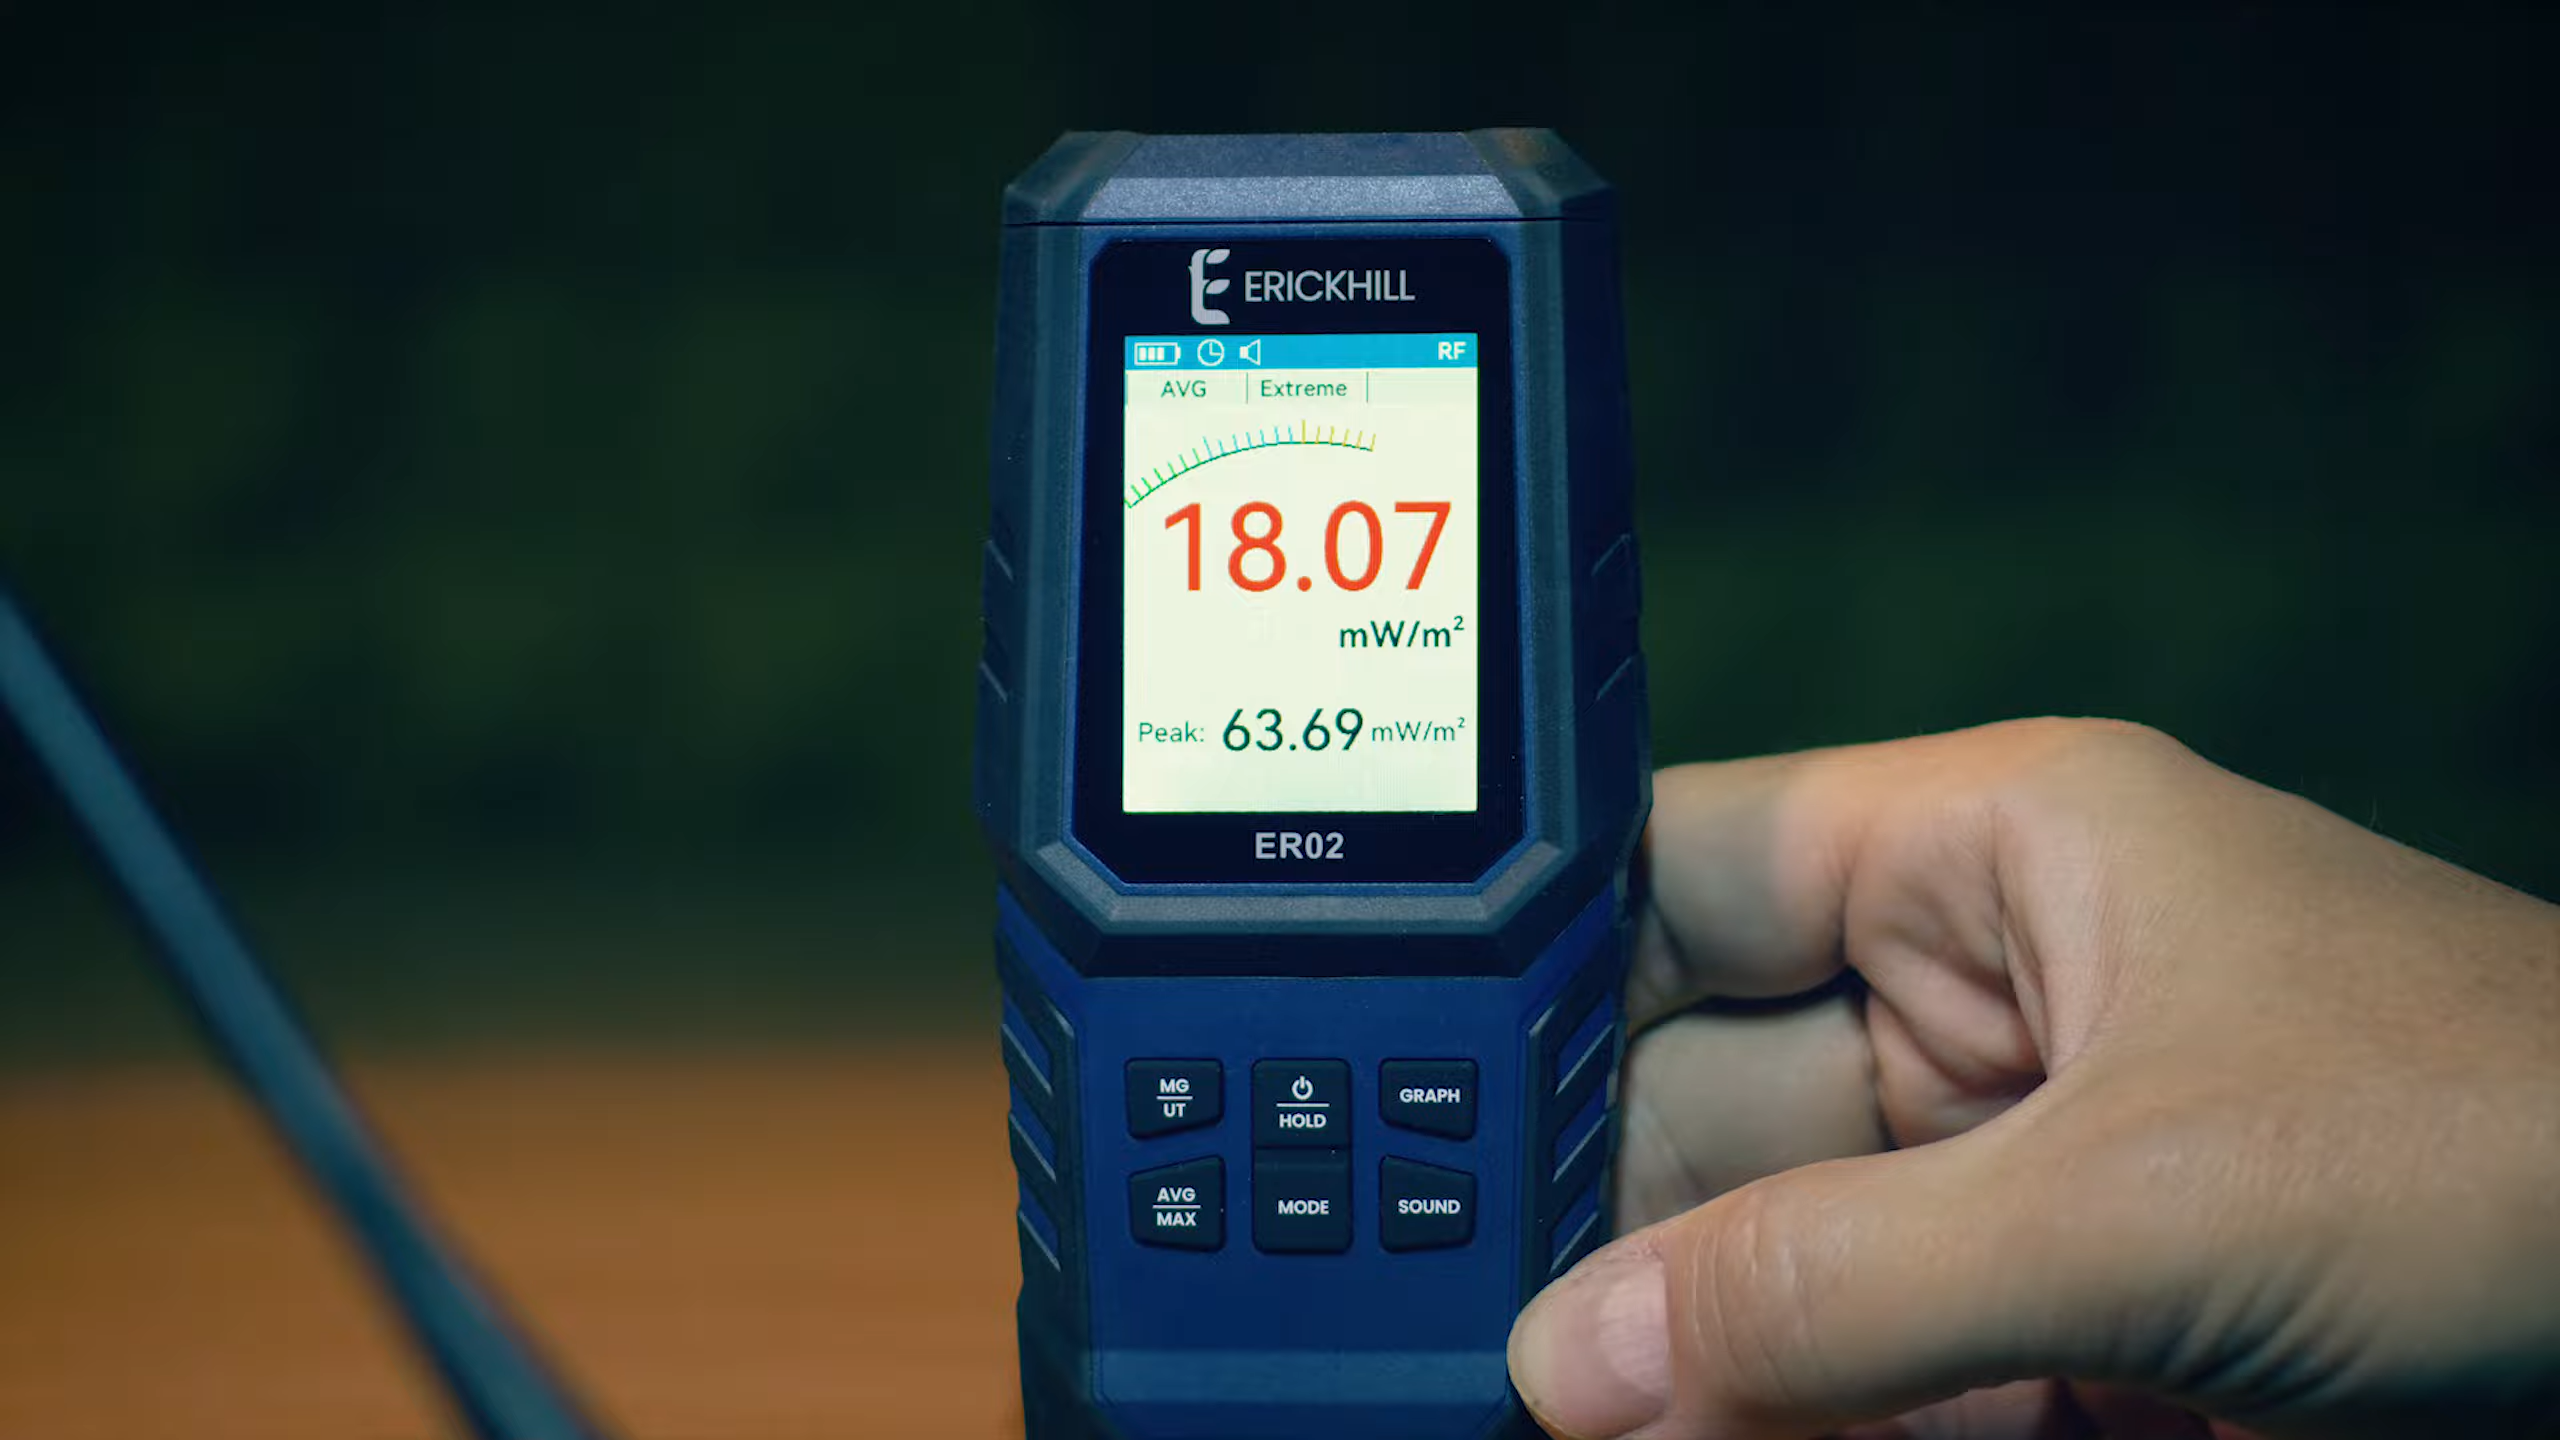 ERICKHILL
RF
AVG Extreme
18.07
mW/m²
Peak: 63.69 mW/m²
ER02
MG
UT
HOLD
GRAPH
AVG
MAX
MODE
SOUND